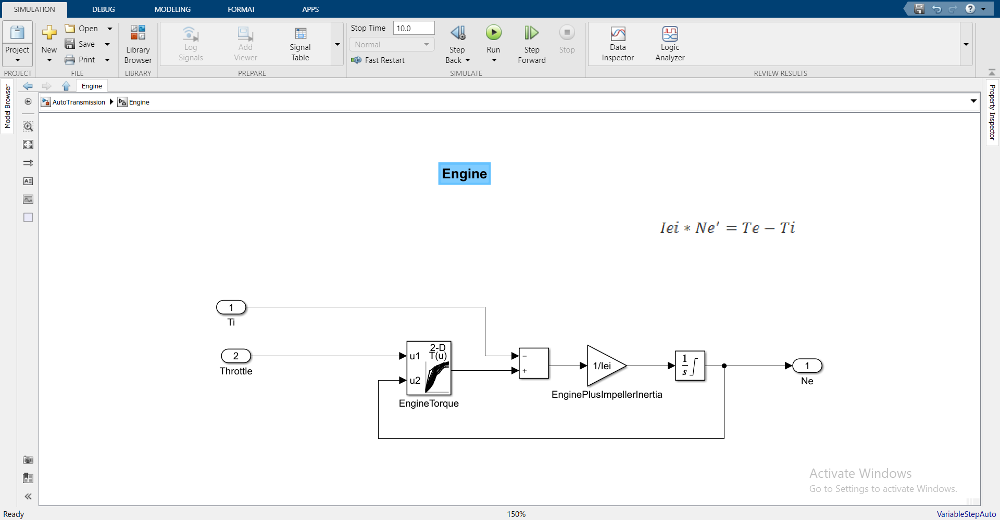 SIMULATION DEBUG MODELING FORMAT APPS
Project
New
Open
Save
Print
Library
Browser
Log
Signals
Add
Viewer
Signal
Table
Stop Time 10.0
Normal
Fast Restart
Step
Back
Run
Step
Forward
Stop
Data
Inspector
Logic
Analyzer
PROJECT FILE LIBRARY PREPARE SIMULATE REVIEW RESULTS
Model Browser
Engine
Property Inspector
AutoTransmission Engine
Engine
Iei * Ne' = Te − Ti
1
Ti
2
Throttle
2-D
T(u)
u1
u2
EngineTorque
−
+
1/Iei
EnginePlusImpellerInertia
1
s
1
Ne
Activate Windows
Go to Settings to activate Windows.
Ready 150% VariableStepAuto